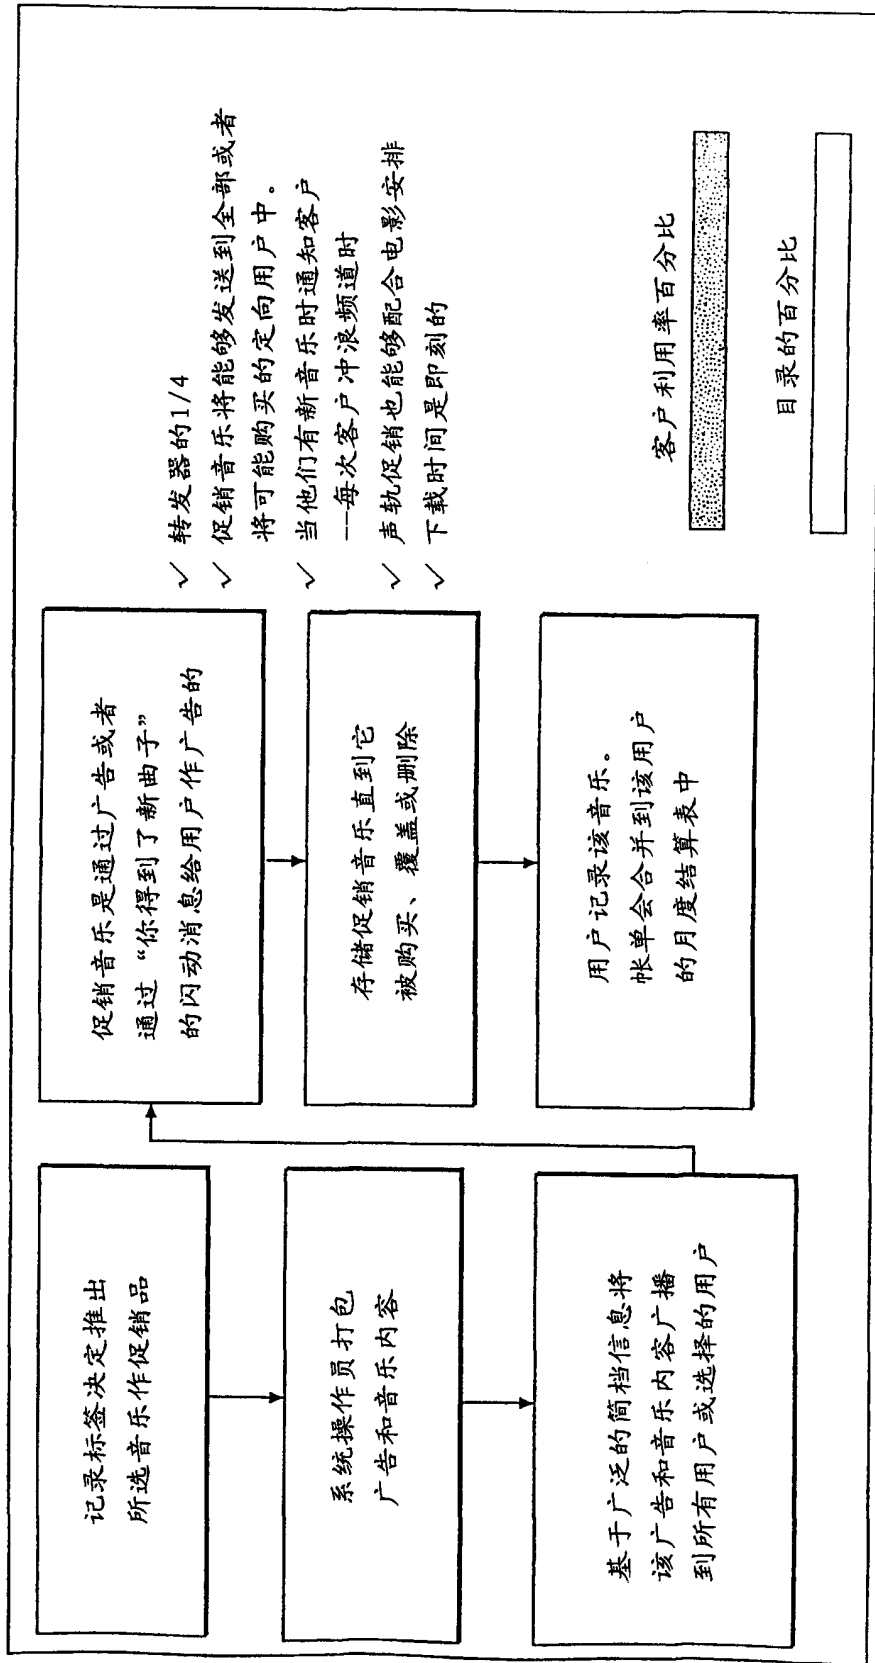 记录标签决定推出
所选音乐作促销品
系统操作员打包
广告和音乐内容
基于广泛的简档信息将
该广告和音乐内容广播
到所有用户或选择的用户
促销音乐是通过广告或者
通过“你得到了新曲子”
的闪动消息给用户作广告的
存储促销音乐直到它
被购买、覆盖或删除
用户记录该音乐。
帐单会合并到该用户
的月度结算表中
✓ 转发器的1/4
✓ 促销音乐将能够发送到全部或者
将可能购买的定向用户中。
✓ 当他们有新音乐时通知客户
--每次客户冲浪频道时
✓ 声轨促销也能够配合电影安排
✓ 下载时间是即刻的
客户利用率百分比
目录的百分比